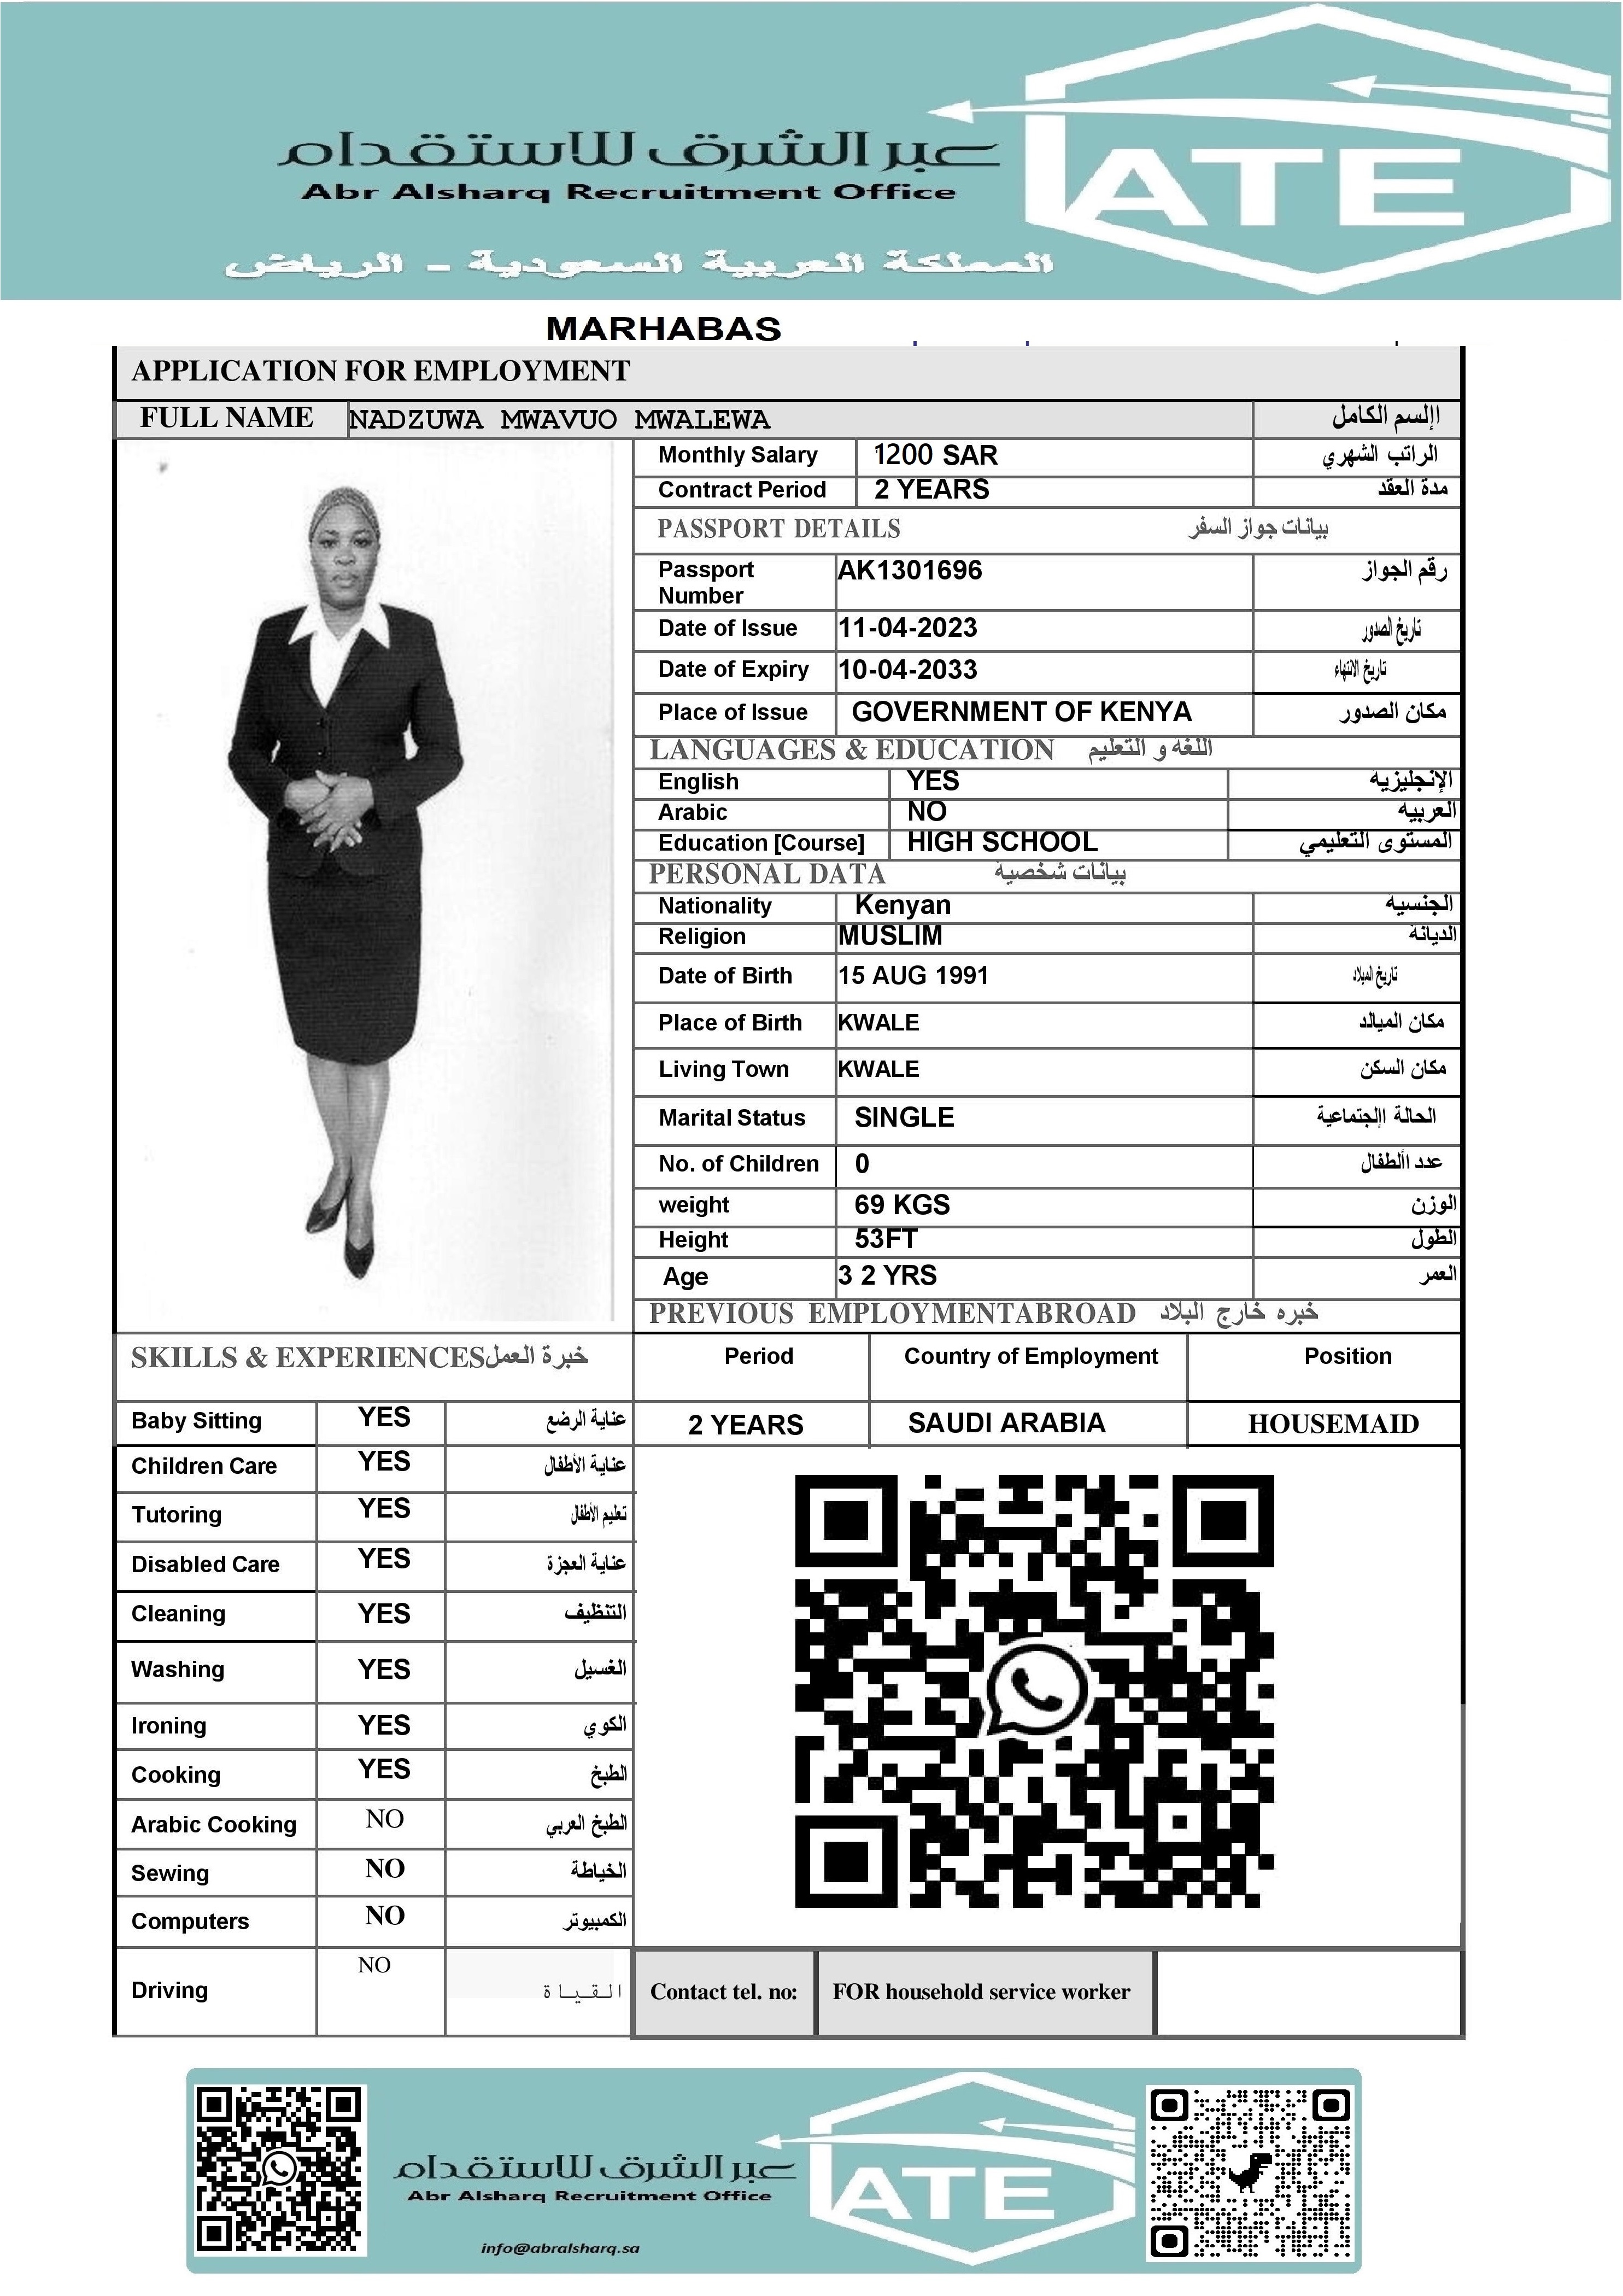 عبر الشرق للاستقدام
Abr Alsharq Recruitment Office
المملكة العربية السعودية - الرياض
ATE
MARHABAS
APPLICATION FOR EMPLOYMENT
FULL NAME NADZUWA MWAVUO MWALEWA اإلسم الكامل
Monthly Salary 1200 SAR الراتب الشهري
Contract Period 2 YEARS مدة العقد
PASSPORT DETAILS بيانات جواز السفر
Passport Number AK1301696 رقم الجواز
Date of Issue 11-04-2023 تاريخ الصدور
Date of Expiry 10-04-2033 تاريخ الانتهاء
Place of Issue GOVERNMENT OF KENYA مكان الصدور
LANGUAGES & EDUCATION اللغه و التعليم
English YES الإنجليزيه
Arabic NO العربيه
Education [Course] HIGH SCHOOL المستوى التعليمي
PERSONAL DATA بيانات شخصية
Nationality Kenyan الجنسيه
Religion MUSLIM الديانة
Date of Birth 15 AUG 1991 تاريخ الميلاد
Place of Birth KWALE مكان الميالد
Living Town KWALE مكان السكن
Marital Status SINGLE الحالة اإلجتماعية
No. of Children 0 عدد األطفال
weight 69 KGS الوزن
Height 53FT الطول
Age 3 2 YRS العمر
PREVIOUS EMPLOYMENTABROAD خبره خارج البلاد
Period Country of Employment Position
2 YEARS SAUDI ARABIA HOUSEMAID
SKILLS & EXPERIENCES خبرة العمل
Baby Sitting YES عناية الرضع
Children Care YES عناية الأطفال
Tutoring YES تعليم الأطفال
Disabled Care YES عناية العجزة
Cleaning YES التنظيف
Washing YES الغسيل
Ironing YES الكوي
Cooking YES الطبخ
Arabic Cooking NO الطبخ العربي
Sewing NO الخياطة
Computers NO الكمبيوتر
Driving NO القياة
Contact tel. no: FOR household service worker
عبر الشرق للاستقدام
Abr Alsharq Recruitment Office
ATE
info@abralsharq.sa